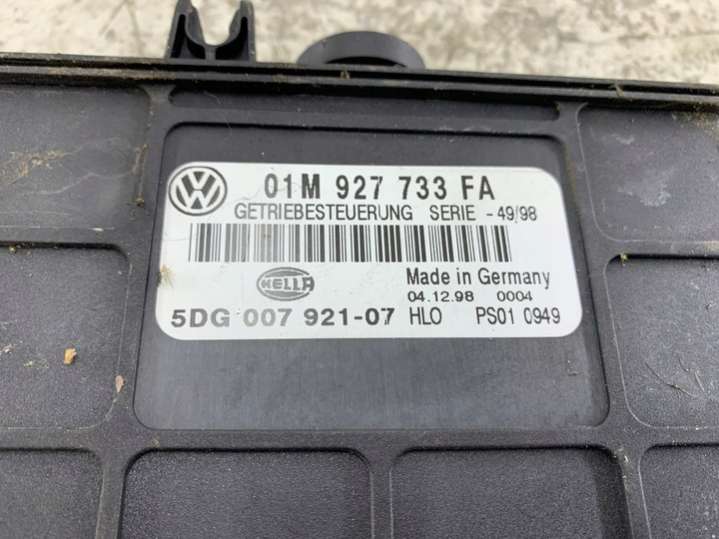 01M 927 733 FA
GETRIEBESTEUERUNG SERIE - 49/98
HELLA
Made in Germany
04.12.98 0004
5DG 007 921-07 HLO PS01 0949